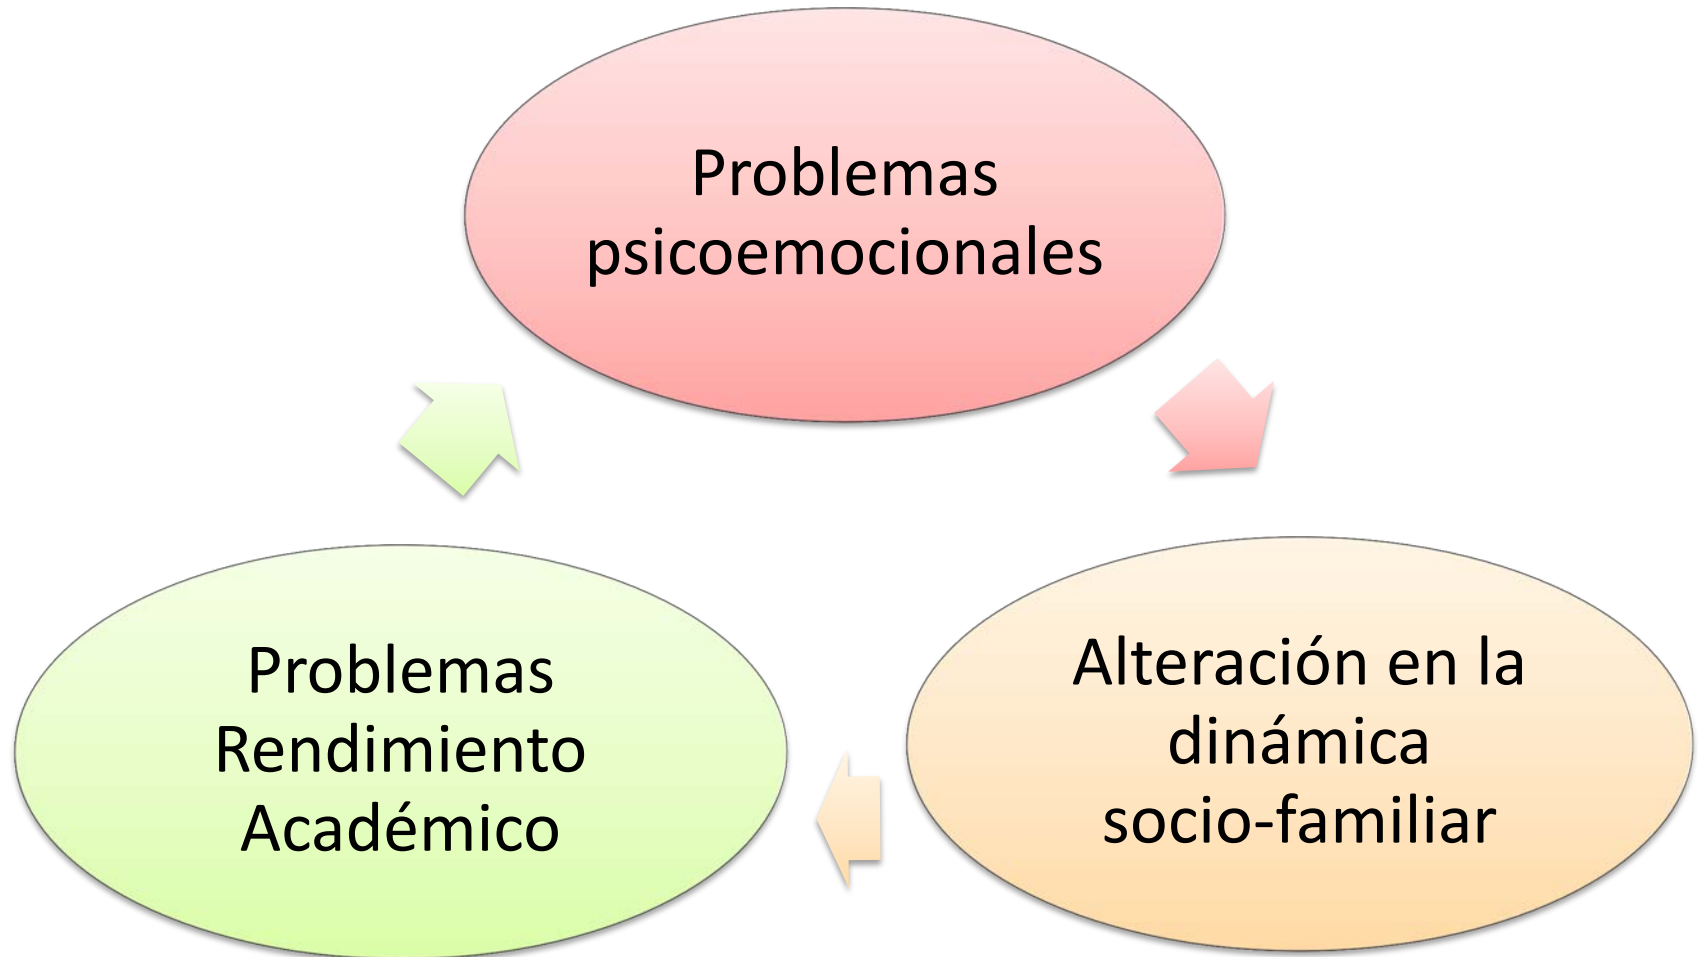 Problemas
psicoemocionales
Alteración en la
dinámica
socio-familiar
Problemas
Rendimiento
Académico